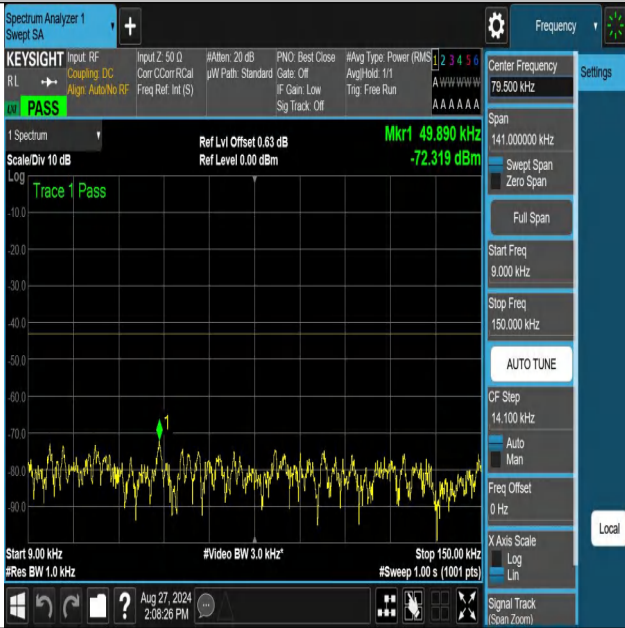 Spectrum Analyzer 1
Swept SA
+
Frequency
KEYSIGHT
RL
PASS
Input: RF
Coupling: DC
Align: Auto/No RF
Input Z: 50 Ω
Corr CCorr RCal
Freq Ref: Int (S)
#Atten: 20 dB
µW Path: Standard
PNO: Best Close
Gate: Off
IF Gain: Low
Sig Track: Off
#Avg Type: Power (RMS
Avg|Hold: 1/1
Trig: Free Run
1 2 3 4 5 6
A W W W W W
A A A A A A
1 Spectrum
Scale/Div 10 dB
Ref Lvl Offset 0.63 dB
Ref Level 0.00 dBm
Mkr1 49.890 kHz
-72.319 dBm
Log
Trace 1 Pass
-10.0
-20.0
-30.0
-40.0
-50.0
-60.0
-70.0
-80.0
-90.0
1
Start 9.00 kHz
#Res BW 1.0 kHz
#Video BW 3.0 kHz*
Stop 150.00 kHz
#Sweep 1.00 s (1001 pts)
Center Frequency
79.500 kHz
Settings
Span
141.000000 kHz
Swept Span
Zero Span
Full Span
Start Freq
9.000 kHz
Stop Freq
150.000 kHz
AUTO TUNE
CF Step
14.100 kHz
Auto
Man
Freq Offset
0 Hz
Local
X Axis Scale
Log
Lin
Signal Track
(Span Zoom)
?
Aug 27, 2024
2:08:26 PM